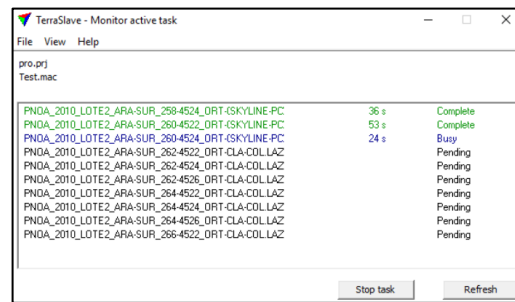 TerraSlave - Monitor active task
File View Help
pro.prj
Test.mac
PNOA_2010_LOTE2_ARA-SUR_258-4524_ORT-(SKYLINE-PC' 36 s Complete
PNOA_2010_LOTE2_ARA-SUR_260-4522_ORT-(SKYLINE-PC' 53 s Complete
PNOA_2010_LOTE2_ARA-SUR_260-4524_ORT-(SKYLINE-PC' 24 s Busy
PNOA_2010_LOTE2_ARA-SUR_262-4522_ORT-CLA-COL.LAZ Pending
PNOA_2010_LOTE2_ARA-SUR_262-4524_ORT-CLA-COL.LAZ Pending
PNOA_2010_LOTE2_ARA-SUR_262-4526_ORT-CLA-COL.LAZ Pending
PNOA_2010_LOTE2_ARA-SUR_264-4522_ORT-CLA-COL.LAZ Pending
PNOA_2010_LOTE2_ARA-SUR_264-4524_ORT-CLA-COL.LAZ Pending
PNOA_2010_LOTE2_ARA-SUR_264-4526_ORT-CLA-COL.LAZ Pending
PNOA_2010_LOTE2_ARA-SUR_266-4522_ORT-CLA-COL.LAZ Pending
Stop task Refresh